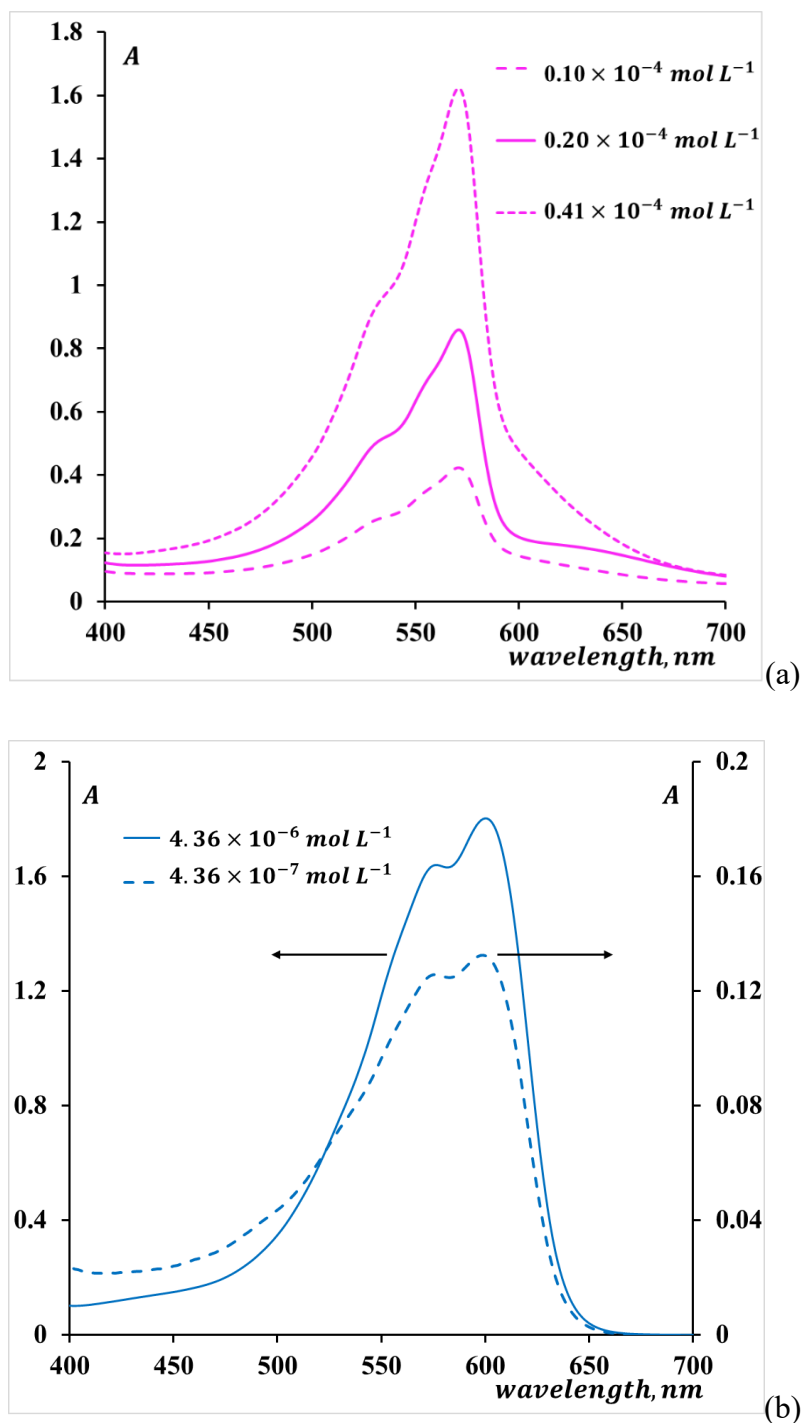 1.8
A
1.6
1.4
1.2
1
0.8
0.6
0.4
0.2
0
0.10 × 10⁻⁴ mol L⁻¹
0.20 × 10⁻⁴ mol L⁻¹
0.41 × 10⁻⁴ mol L⁻¹
400 450 500 550 600 650 700
wavelength, nm
(a)
2
A
1.6
1.2
0.8
0.4
0
4.36 × 10⁻⁶ mol L⁻¹
4.36 × 10⁻⁷ mol L⁻¹
A
0.2
0.16
0.12
0.08
0.04
0
400 450 500 550 600 650 700
wavelength, nm
(b)